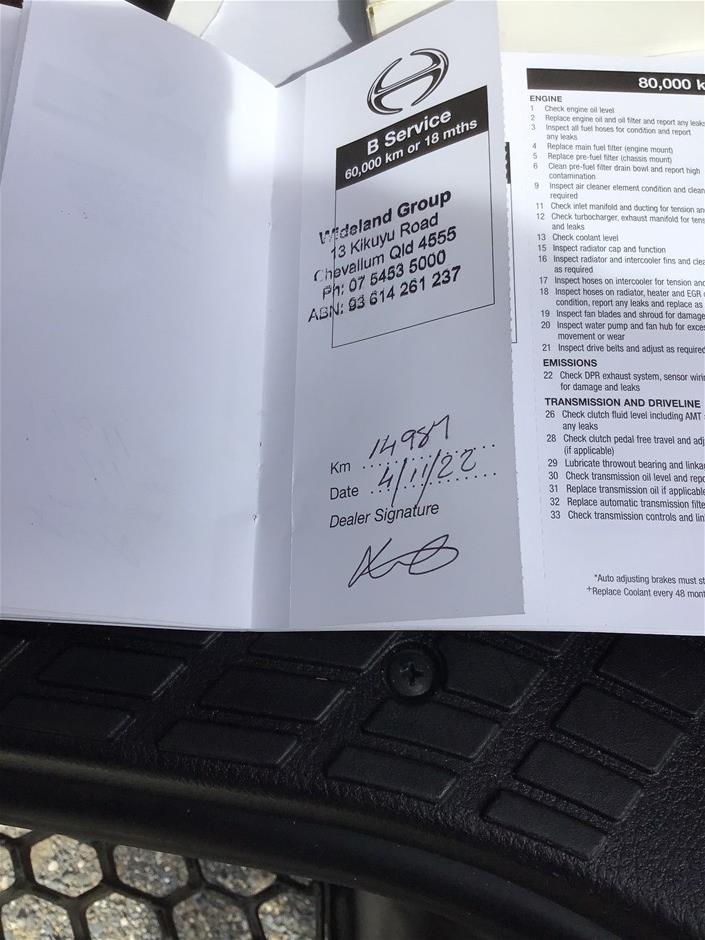 B Service
60,000 km or 18 mths
Wideland Group
13 Kikuyu Road
Chevallum Qld 4555
Ph: 07 5453 5000
ABN: 93 614 261 237
Km
Date 4/11/22
Dealer Signature
80,000 k
ENGINE
1 Check engine oil level
2 Replace engine oil and oil filter and report any leaks
3 Inspect all fuel hoses for condition and report
any leaks
4 Replace main fuel filter (engine mount)
5 Replace pre-fuel filter (chassis mount)
6 Clean pre-fuel filter drain bowl and report high
contamination
9 Inspect air cleaner element condition and clean
required
11 Check inlet manifold and ducting for tension an
12 Check turbocharger, exhaust manifold for tens
and leaks
13 Check coolant level
15 Inspect radiator cap and function
16 Inspect radiator and intercooler fins and clea
as required
17 Inspect hoses on intercooler for tension and
18 Inspect hoses on radiator, heater and EGR
condition, report any leaks and replace as
19 Inspect fan blades and shroud for damage
20 Inspect water pump and fan hub for exces
movement or wear
21 Inspect drive belts and adjust as required
EMISSIONS
22 Check DPR exhaust system, sensor wiri
for damage and leaks
TRANSMISSION AND DRIVELINE
26 Check clutch fluid level including AMT
any leaks
28 Check clutch pedal free travel and adj
(if applicable)
29 Lubricate throwout bearing and linka
30 Check transmission oil level and repo
31 Replace transmission oil if applicable
32 Replace automatic transmission filte
33 Check transmission controls and lin
*Auto adjusting brakes must st
+Replace Coolant every 48 mont